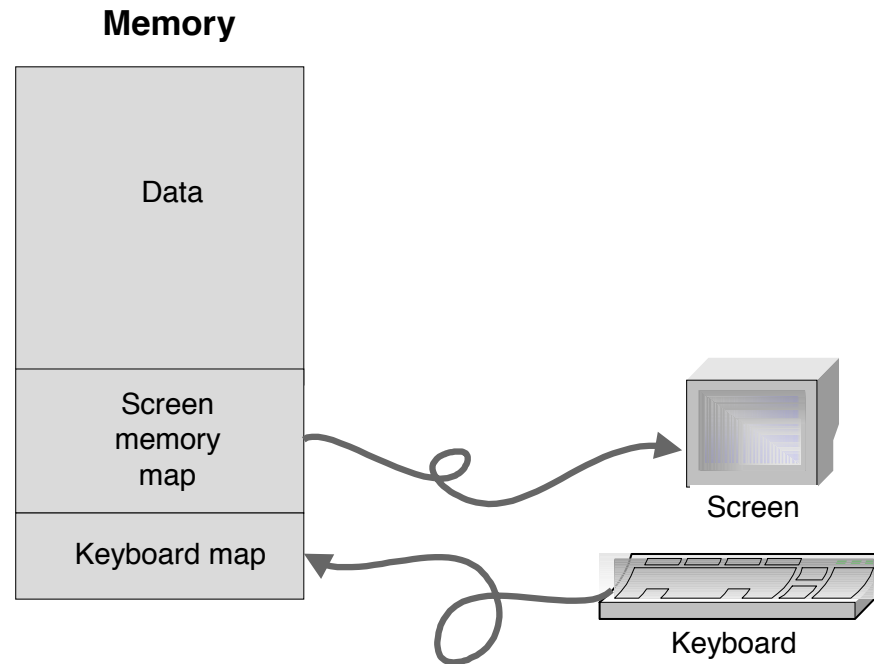 Memory
Data
Screen
memory
map
Keyboard map
Screen
Keyboard